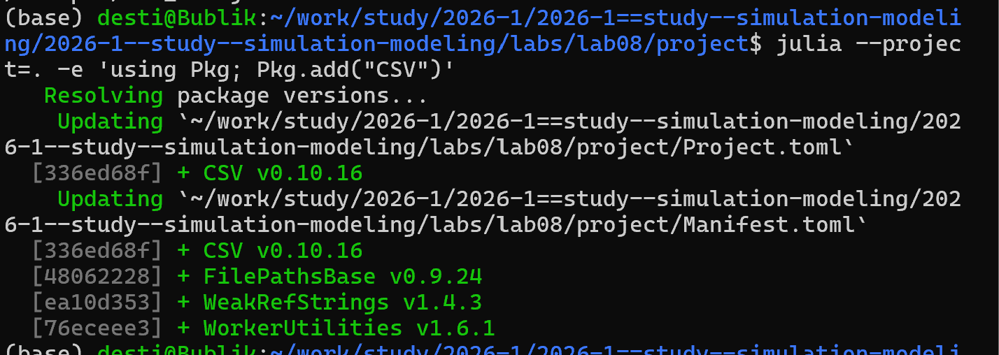 (base) desti@Bublik:~/work/study/2026-1/2026-1==study--simulation-modeli
ng/2026-1--study--simulation-modeling/labs/lab08/project$ julia --projec
t=. -e 'using Pkg; Pkg.add("CSV")'
   Resolving package versions...
    Updating `~/work/study/2026-1/2026-1==study--simulation-modeling/202
6-1--study--simulation-modeling/labs/lab08/project/Project.toml`
  [336ed68f] + CSV v0.10.16
    Updating `~/work/study/2026-1/2026-1==study--simulation-modeling/202
6-1--study--simulation-modeling/labs/lab08/project/Manifest.toml`
  [336ed68f] + CSV v0.10.16
  [48062228] + FilePathsBase v0.9.24
  [ea10d353] + WeakRefStrings v1.4.3
  [76eceee3] + WorkerUtilities v1.6.1
(base) desti@Bublik:~/work/study/2026-1/2026-1==study--simulation-modeli